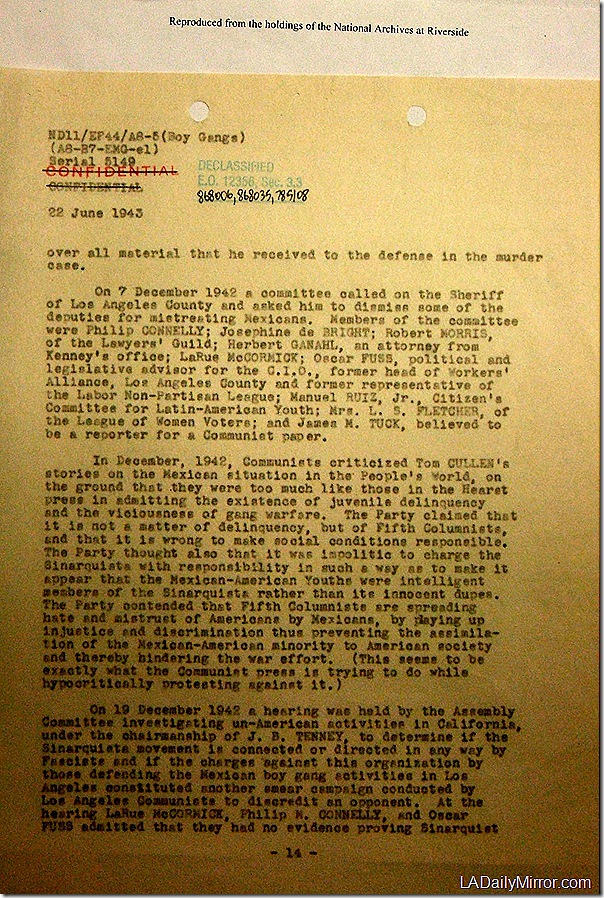 Reproduced from the holdings of the National Archives at Riverside
ND11/EF44/A8-5(Boy Gangs)
(A8-B7-EMG-el)
Serial 5149
CONFIDENTIAL
CONFIDENTIAL
DECLASSIFIED
E.O. 12356, Sec. 3.3
868006, 868035, 785108
22 June 1943
over all material that he received to the defense in the murder
case.
On 7 December 1942 a committee called on the Sheriff
of Los Angeles County and asked him to dismiss some of the
deputies for mistreating Mexicans. Members of the committee
were Philip CONNELLY; Josephine de BRIGHT; Robert MORRIS,
of the Lawyers' Guild; Herbert GANAHL, an attorney from
Kenney's office; LaRue McCORMICK; Oscar FUSS, political and
legislative advisor for the C.I.O., former head of Workers'
Alliance, Los Angeles County and former representative of
the Labor Non-Partisan League; Manuel RUIZ, Jr., Citizen's
Committee for Latin-American Youth; Mrs. L. S. FLETCHER, of
the League of Women Voters; and James M. TUCK, believed to
be a reporter for a Communist paper.
In December, 1942, Communists criticized Tom CULLEN's
stories on the Mexican situation in the People's World, on
the ground that they were too much like those in the Hearst
press in admitting the existence of juvenile delinquency
and the viciousness of gang warfare. The Party claimed that
it is not a matter of delinquency, but of Fifth Columnists,
and that it is wrong to make social conditions responsible.
The Party thought also that it was impolitic to charge the
Sinarquista with responsibility in such a way as to make it
appear that the Mexican-American Youths were intelligent
members of the Sinarquista rather than its innocent dupes.
The Party contended that Fifth Columnists are spreading
hate and mistrust of Americans by Mexicans, by playing up
injustice and discrimination thus preventing the assimila-
tion of the Mexican-American minority to American society
and thereby hindering the war effort. (This seems to be
exactly what the Communist press is trying to do while
hypocritically protesting against it.)
On 19 December 1942 a hearing was held by the Assembly
Committee investigating un-American activities in California,
under the chairmanship of J. B. TENNEY, to determine if the
Sinarquista movement is connected or directed in any way by
Fascists and if the charges against this organization by
those defending the Mexican boy gang activities in Los
Angeles constituted another smear campaign conducted by
Los Angeles Communists to discredit an opponent. At the
hearing LaRue McCORMICK, Philip M. CONNELLY, and Oscar
FUSS admitted that they had no evidence proving Sinarquist
- 14 -
LADailyMirror.com